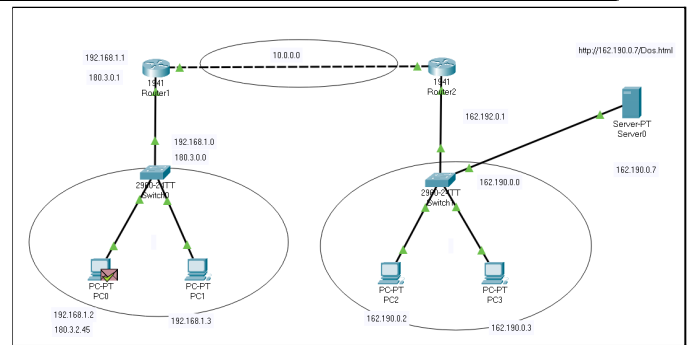 192.168.1.1
10.0.0.0
http://162.190.0.7/Dos.html
180.3.0.1
1941
Router1
1941
Router2
162.192.0.1
Server-PT
Server0
192.168.1.0
180.3.0.0
162.190.0.7
2960-24TT
Switch0
2960-24TT
Switch1
162.190.0.0
PC-PT
PC0
PC-PT
PC1
PC-PT
PC2
PC-PT
PC3
192.168.1.2
180.3.2.45
192.168.1.3
162.190.0.2
162.190.0.3